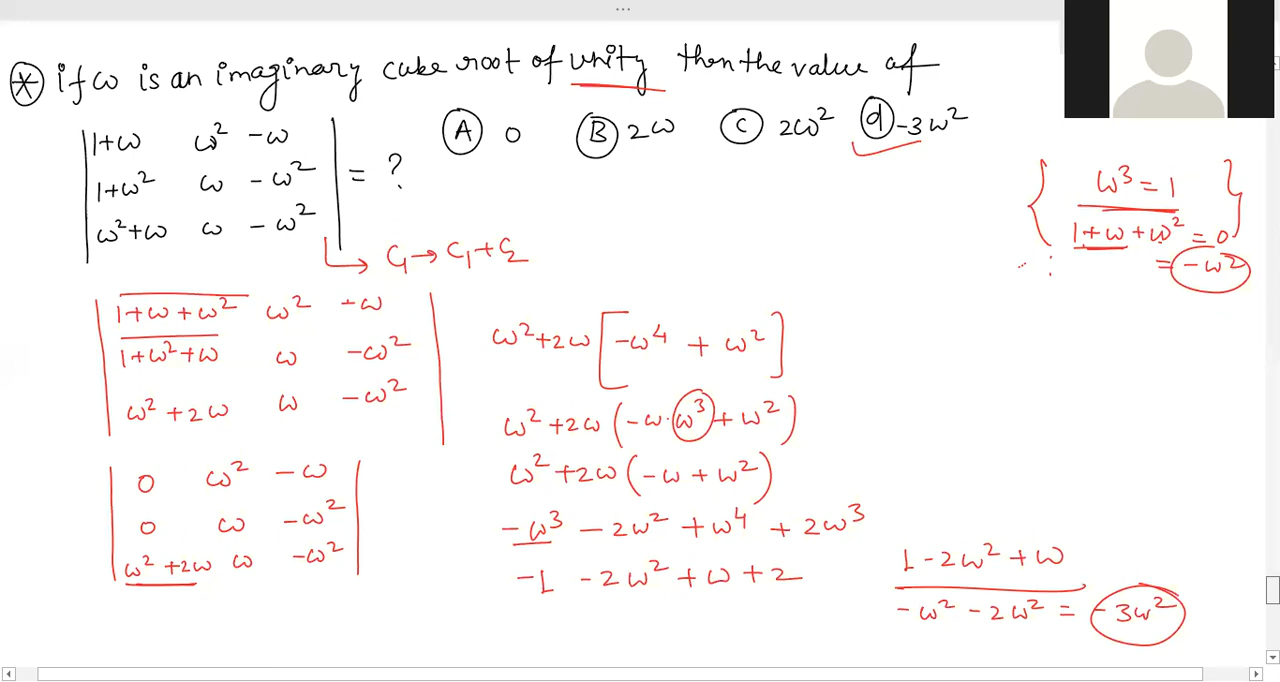 * if ω is an imaginary cube root of unity then the value of
| 1+ω ω² -ω |
| 1+ω² ω -ω² | = ?
| ω²+ω ω -ω² |
A 0 B 2ω C 2ω² d -3ω²
ω³ = 1
1+ω+ω² = 0
= -ω²
C₁ → C₁+C₂
| 1+ω+ω² ω² -ω |
| 1+ω²+ω ω -ω² |
| ω²+2ω ω -ω² |
| 0 ω² -ω |
| 0 ω -ω² |
| ω²+2ω ω -ω² |
ω²+2ω [-ω⁴ + ω²]
ω²+2ω (-ω·ω³ + ω²)
ω²+2ω (-ω + ω²)
-ω³ - 2ω² + ω⁴ + 2ω³
-1 - 2ω² + ω + 2
1 - 2ω² + ω
-ω² - 2ω² = -3ω²